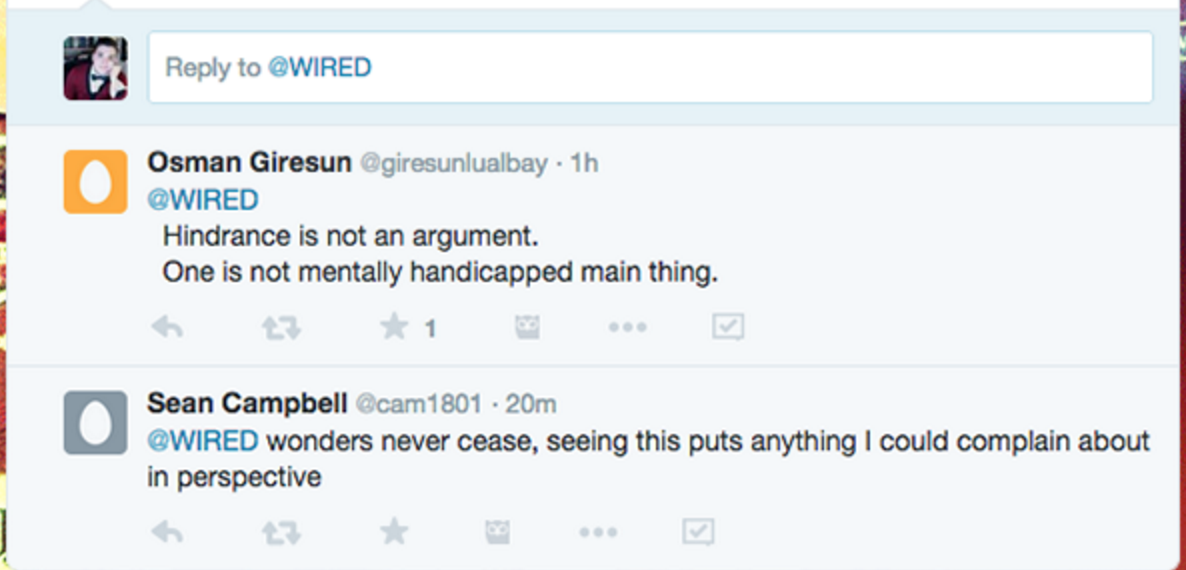 Reply to @WIRED
Osman Giresun @giresunlualbay · 1h
@WIRED
Hindrance is not an argument.
One is not mentally handicapped main thing.
1
Sean Campbell @cam1801 · 20m
@WIRED wonders never cease, seeing this puts anything I could complain about
in perspective